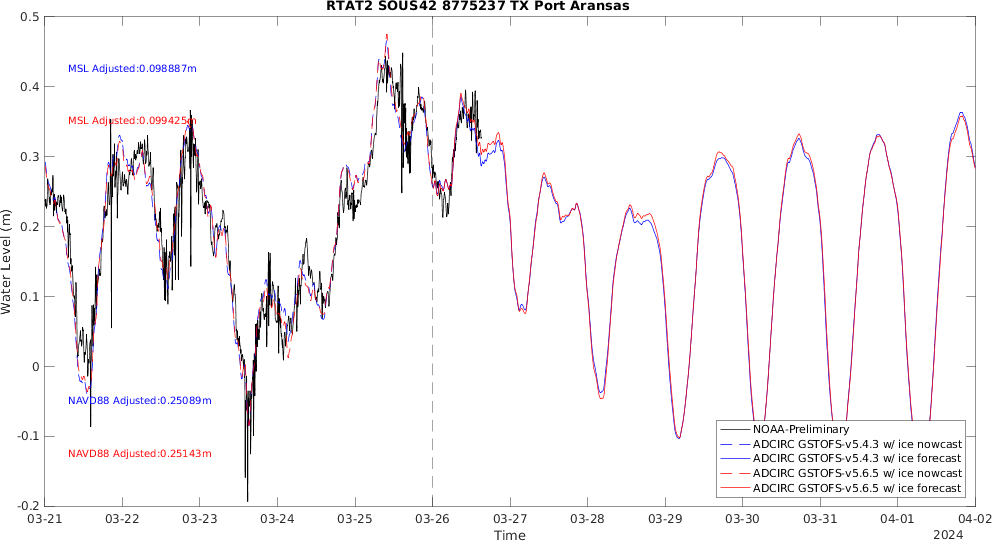 RTAT2 SOUS42 8775237 TX Port Aransas
0.5
0.4
0.3
0.2
0.1
0
-0.1
-0.2
Water Level (m)
MSL Adjusted:0.098887m
MSL Adjusted:0.099425m
NAVD88 Adjusted:0.25089m
NAVD88 Adjusted:0.25143m
NOAA-Preliminary
ADCIRC GSTOFS-v5.4.3 w/ ice nowcast
ADCIRC GSTOFS-v5.4.3 w/ ice forecast
ADCIRC GSTOFS-v5.6.5 w/ ice nowcast
ADCIRC GSTOFS-v5.6.5 w/ ice forecast
03-21 03-22 03-23 03-24 03-25 03-26 03-27 03-28 03-29 03-30 03-31 04-01 04-02
Time
2024